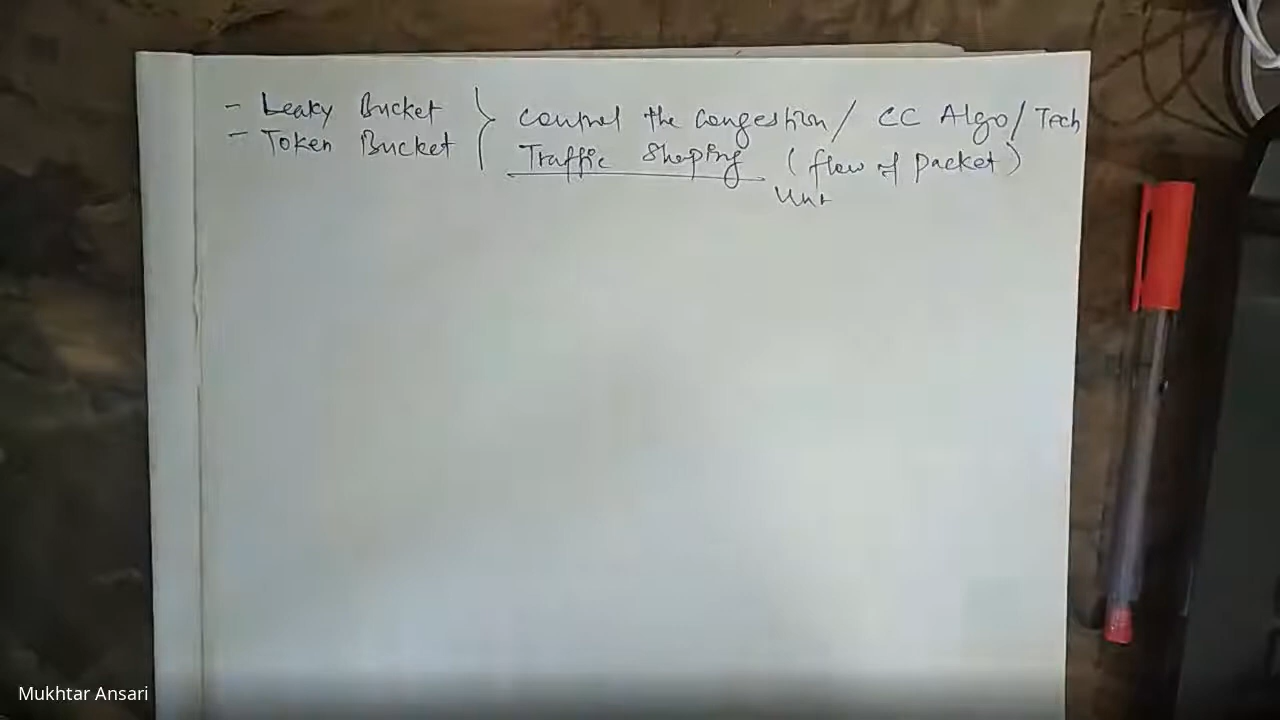 - Leaky Bucket } control the congestion / CC Algo / Tech
- Token Bucket } Traffic Shaping (flow of packet)
Mukhtar Ansari